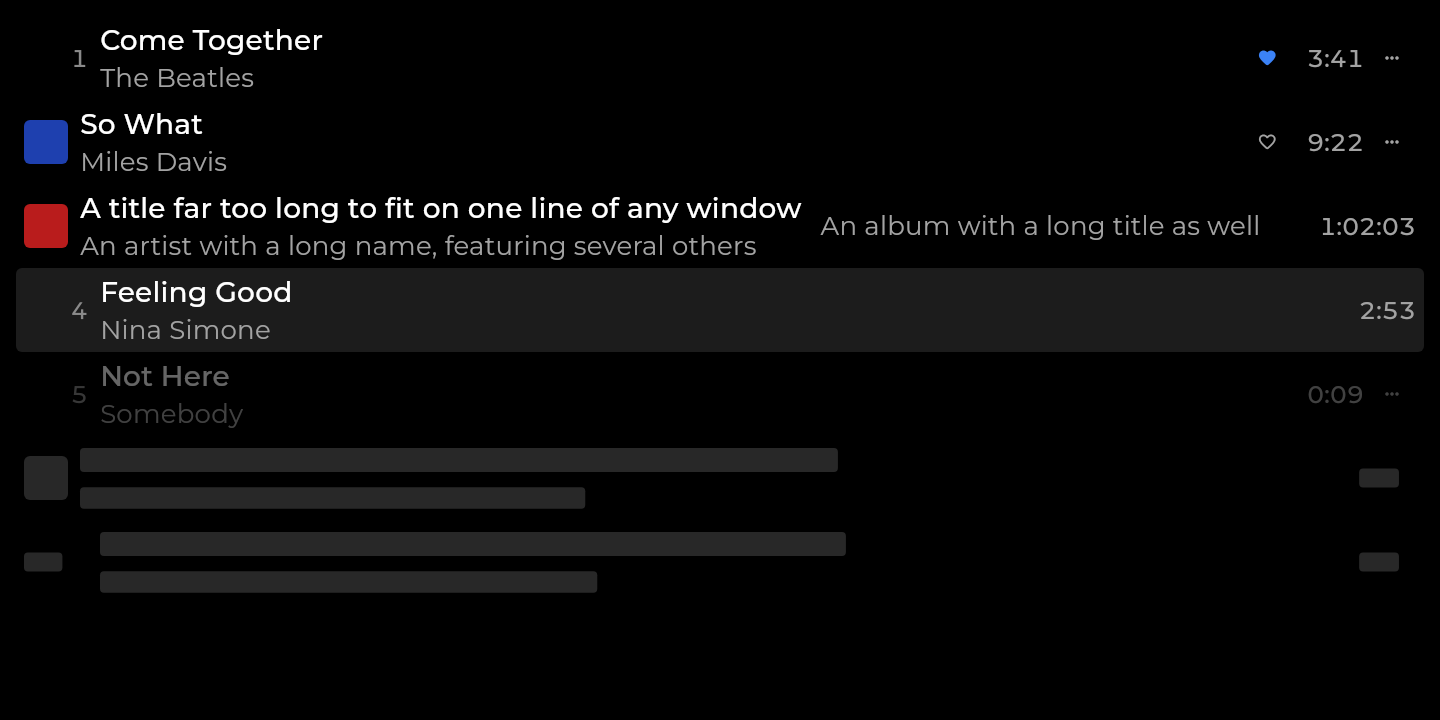 1 Come Together 3:41 ...
The Beatles
So What 9:22 ...
Miles Davis
A title far too long to fit on one line of any window An album with a long title as well 1:02:03
An artist with a long name, featuring several others
4 Feeling Good 2:53
Nina Simone
5 Not Here 0:09 ...
Somebody